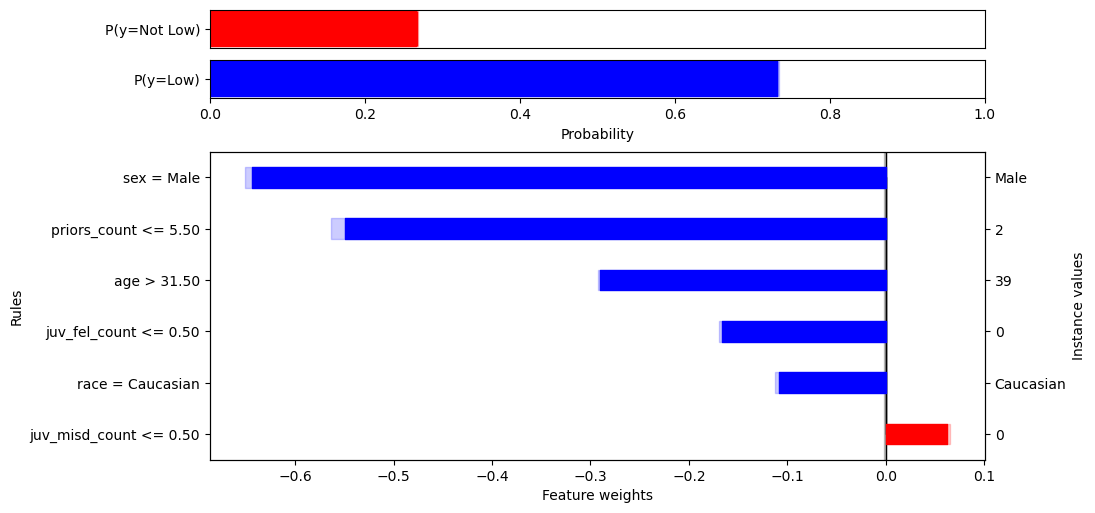 P(y=Not Low)
P(y=Low)
0.0 0.2 0.4 0.6 0.8 1.0
Probability
sex = Male Male
priors_count <= 5.50 2
age > 31.50 39
juv_fel_count <= 0.50 0
race = Caucasian Caucasian
juv_misd_count <= 0.50 0
Rules
Instance values
−0.6 −0.5 −0.4 −0.3 −0.2 −0.1 0.0 0.1
Feature weights